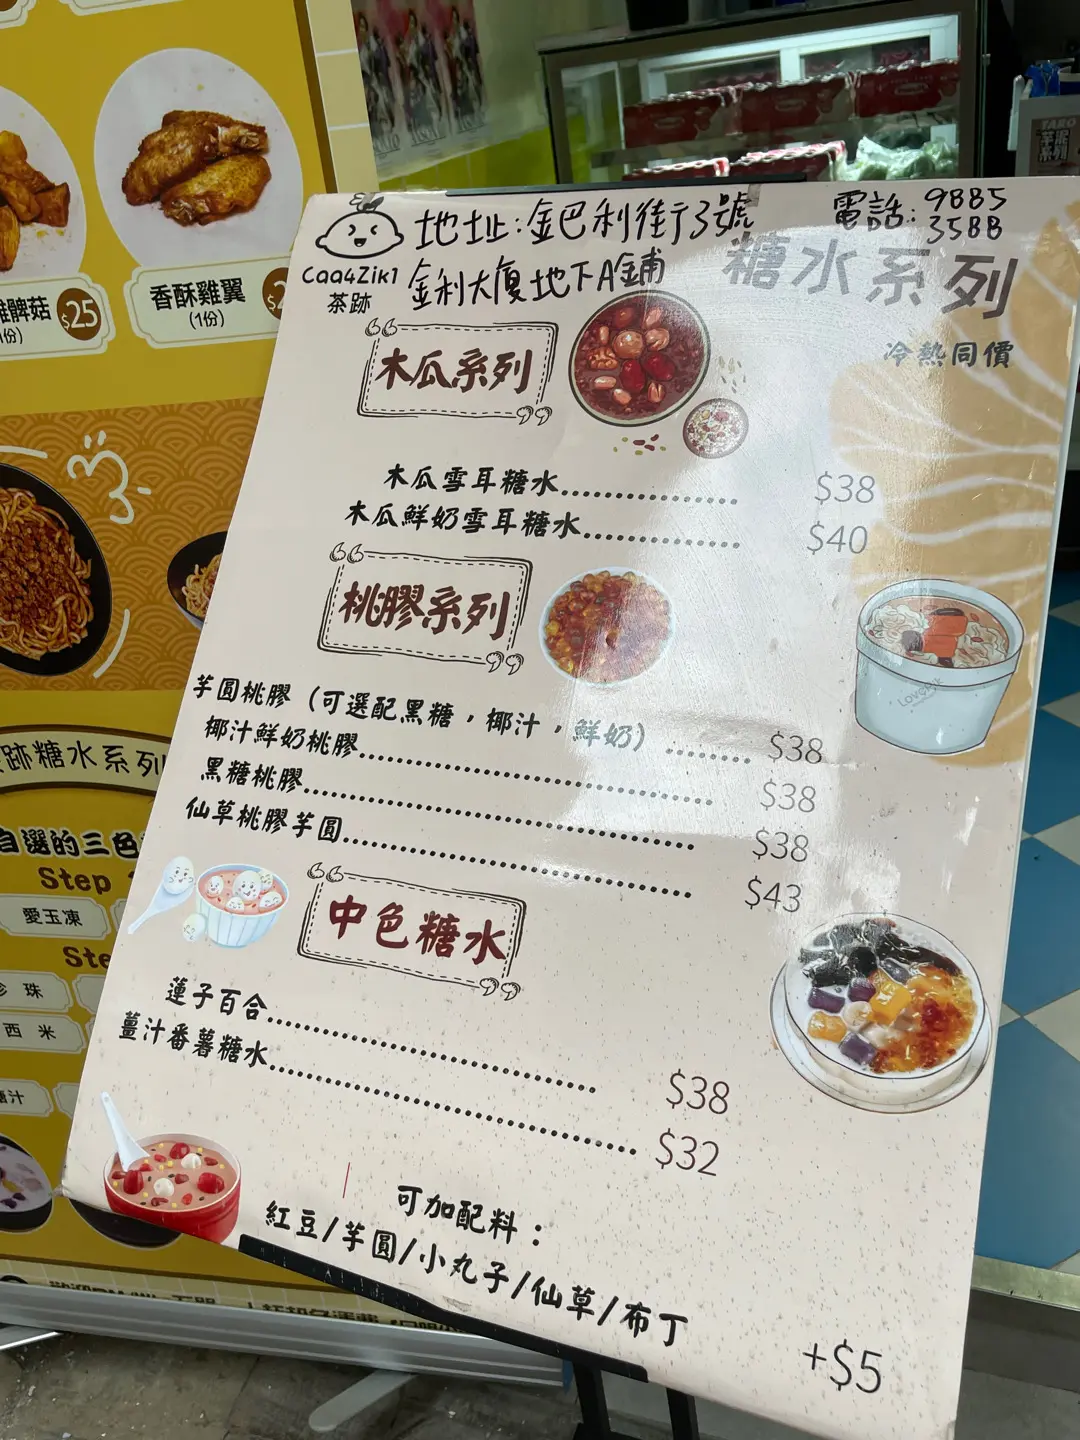 香酥雞翼
(1份)
髀菇
$25
跡糖水系列
自選的三色
Step
愛玉凍
珍珠
西米
Caa4Zik1
茶跡
地址:金巴利街3號
金利大廈地下A鋪
電話:9885
3588
糖水系列
冷熱同價
木瓜系列
木瓜雪耳糖水 $38
木瓜鮮奶雪耳糖水 $40
桃膠系列
芋圓桃膠(可選配黑糖,椰汁,鮮奶) $38
椰汁鮮奶桃膠 $38
黑糖桃膠 $38
仙草桃膠芋圓 $43
中色糖水
蓮子百合 $38
薑汁番薯糖水 $32
可加配料:
紅豆/芋圓/小丸子/仙草/布丁
+$5